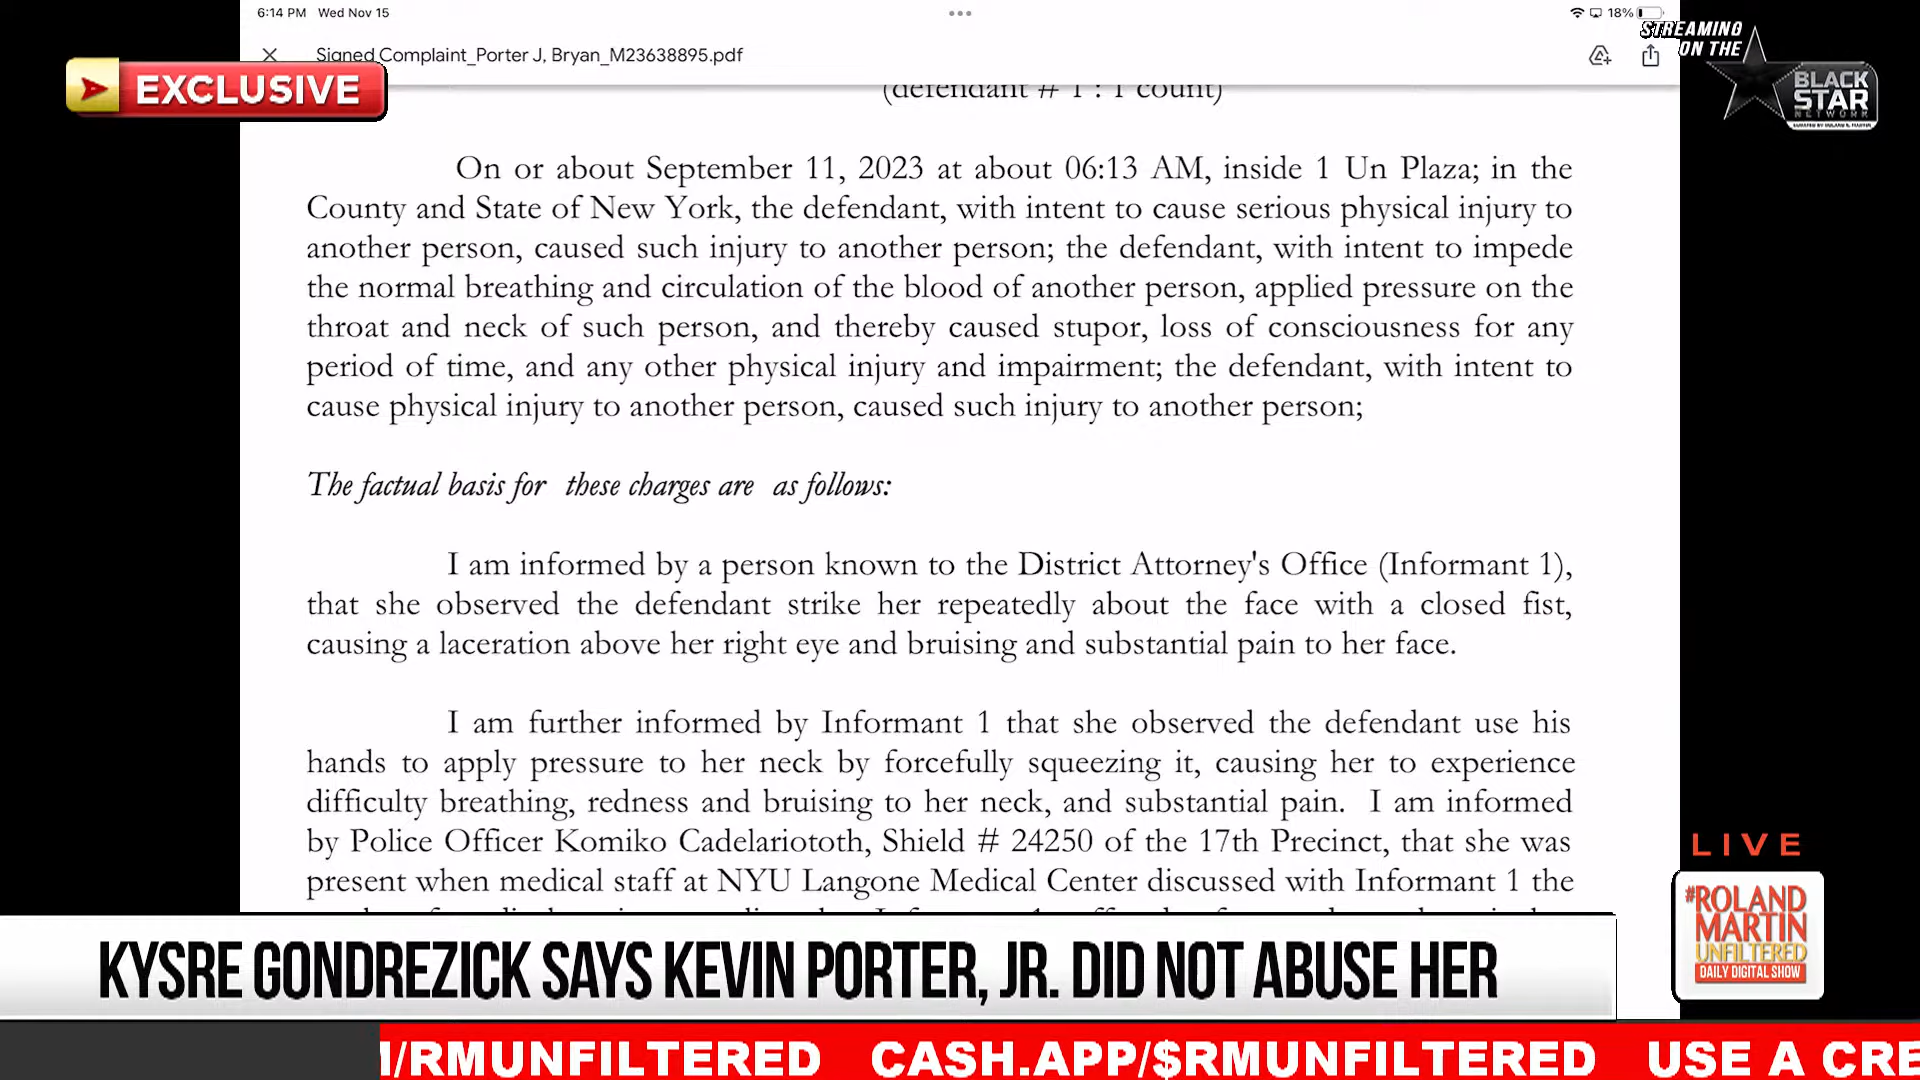 6:14 PM Wed Nov 15
18%
Signed Complaint_Porter J, Bryan_M23638895.pdf
STREAMING
ON THE
BLACK
STAR
NETWORK
EXCLUSIVE
(defendant # 1 : 1 count)
On or about September 11, 2023 at about 06:13 AM, inside 1 Un Plaza; in the
County and State of New York, the defendant, with intent to cause serious physical injury to
another person, caused such injury to another person; the defendant, with intent to impede
the normal breathing and circulation of the blood of another person, applied pressure on the
throat and neck of such person, and thereby caused stupor, loss of consciousness for any
period of time, and any other physical injury and impairment; the defendant, with intent to
cause physical injury to another person, caused such injury to another person;
The factual basis for these charges are as follows:
I am informed by a person known to the District Attorney's Office (Informant 1),
that she observed the defendant strike her repeatedly about the face with a closed fist,
causing a laceration above her right eye and bruising and substantial pain to her face.
I am further informed by Informant 1 that she observed the defendant use his
hands to apply pressure to her neck by forcefully squeezing it, causing her to experience
difficulty breathing, redness and bruising to her neck, and substantial pain. I am informed
by Police Officer Komiko Cadelariototh, Shield # 24250 of the 17th Precinct, that she was
present when medical staff at NYU Langone Medical Center discussed with Informant 1 the
LIVE
#ROLAND
MARTIN
UNFILTERED
DAILY DIGITAL SHOW
KYSRE GONDREZICK SAYS KEVIN PORTER, JR. DID NOT ABUSE HER
/RMUNFILTERED CASH.APP/$RMUNFILTERED USE A CRE